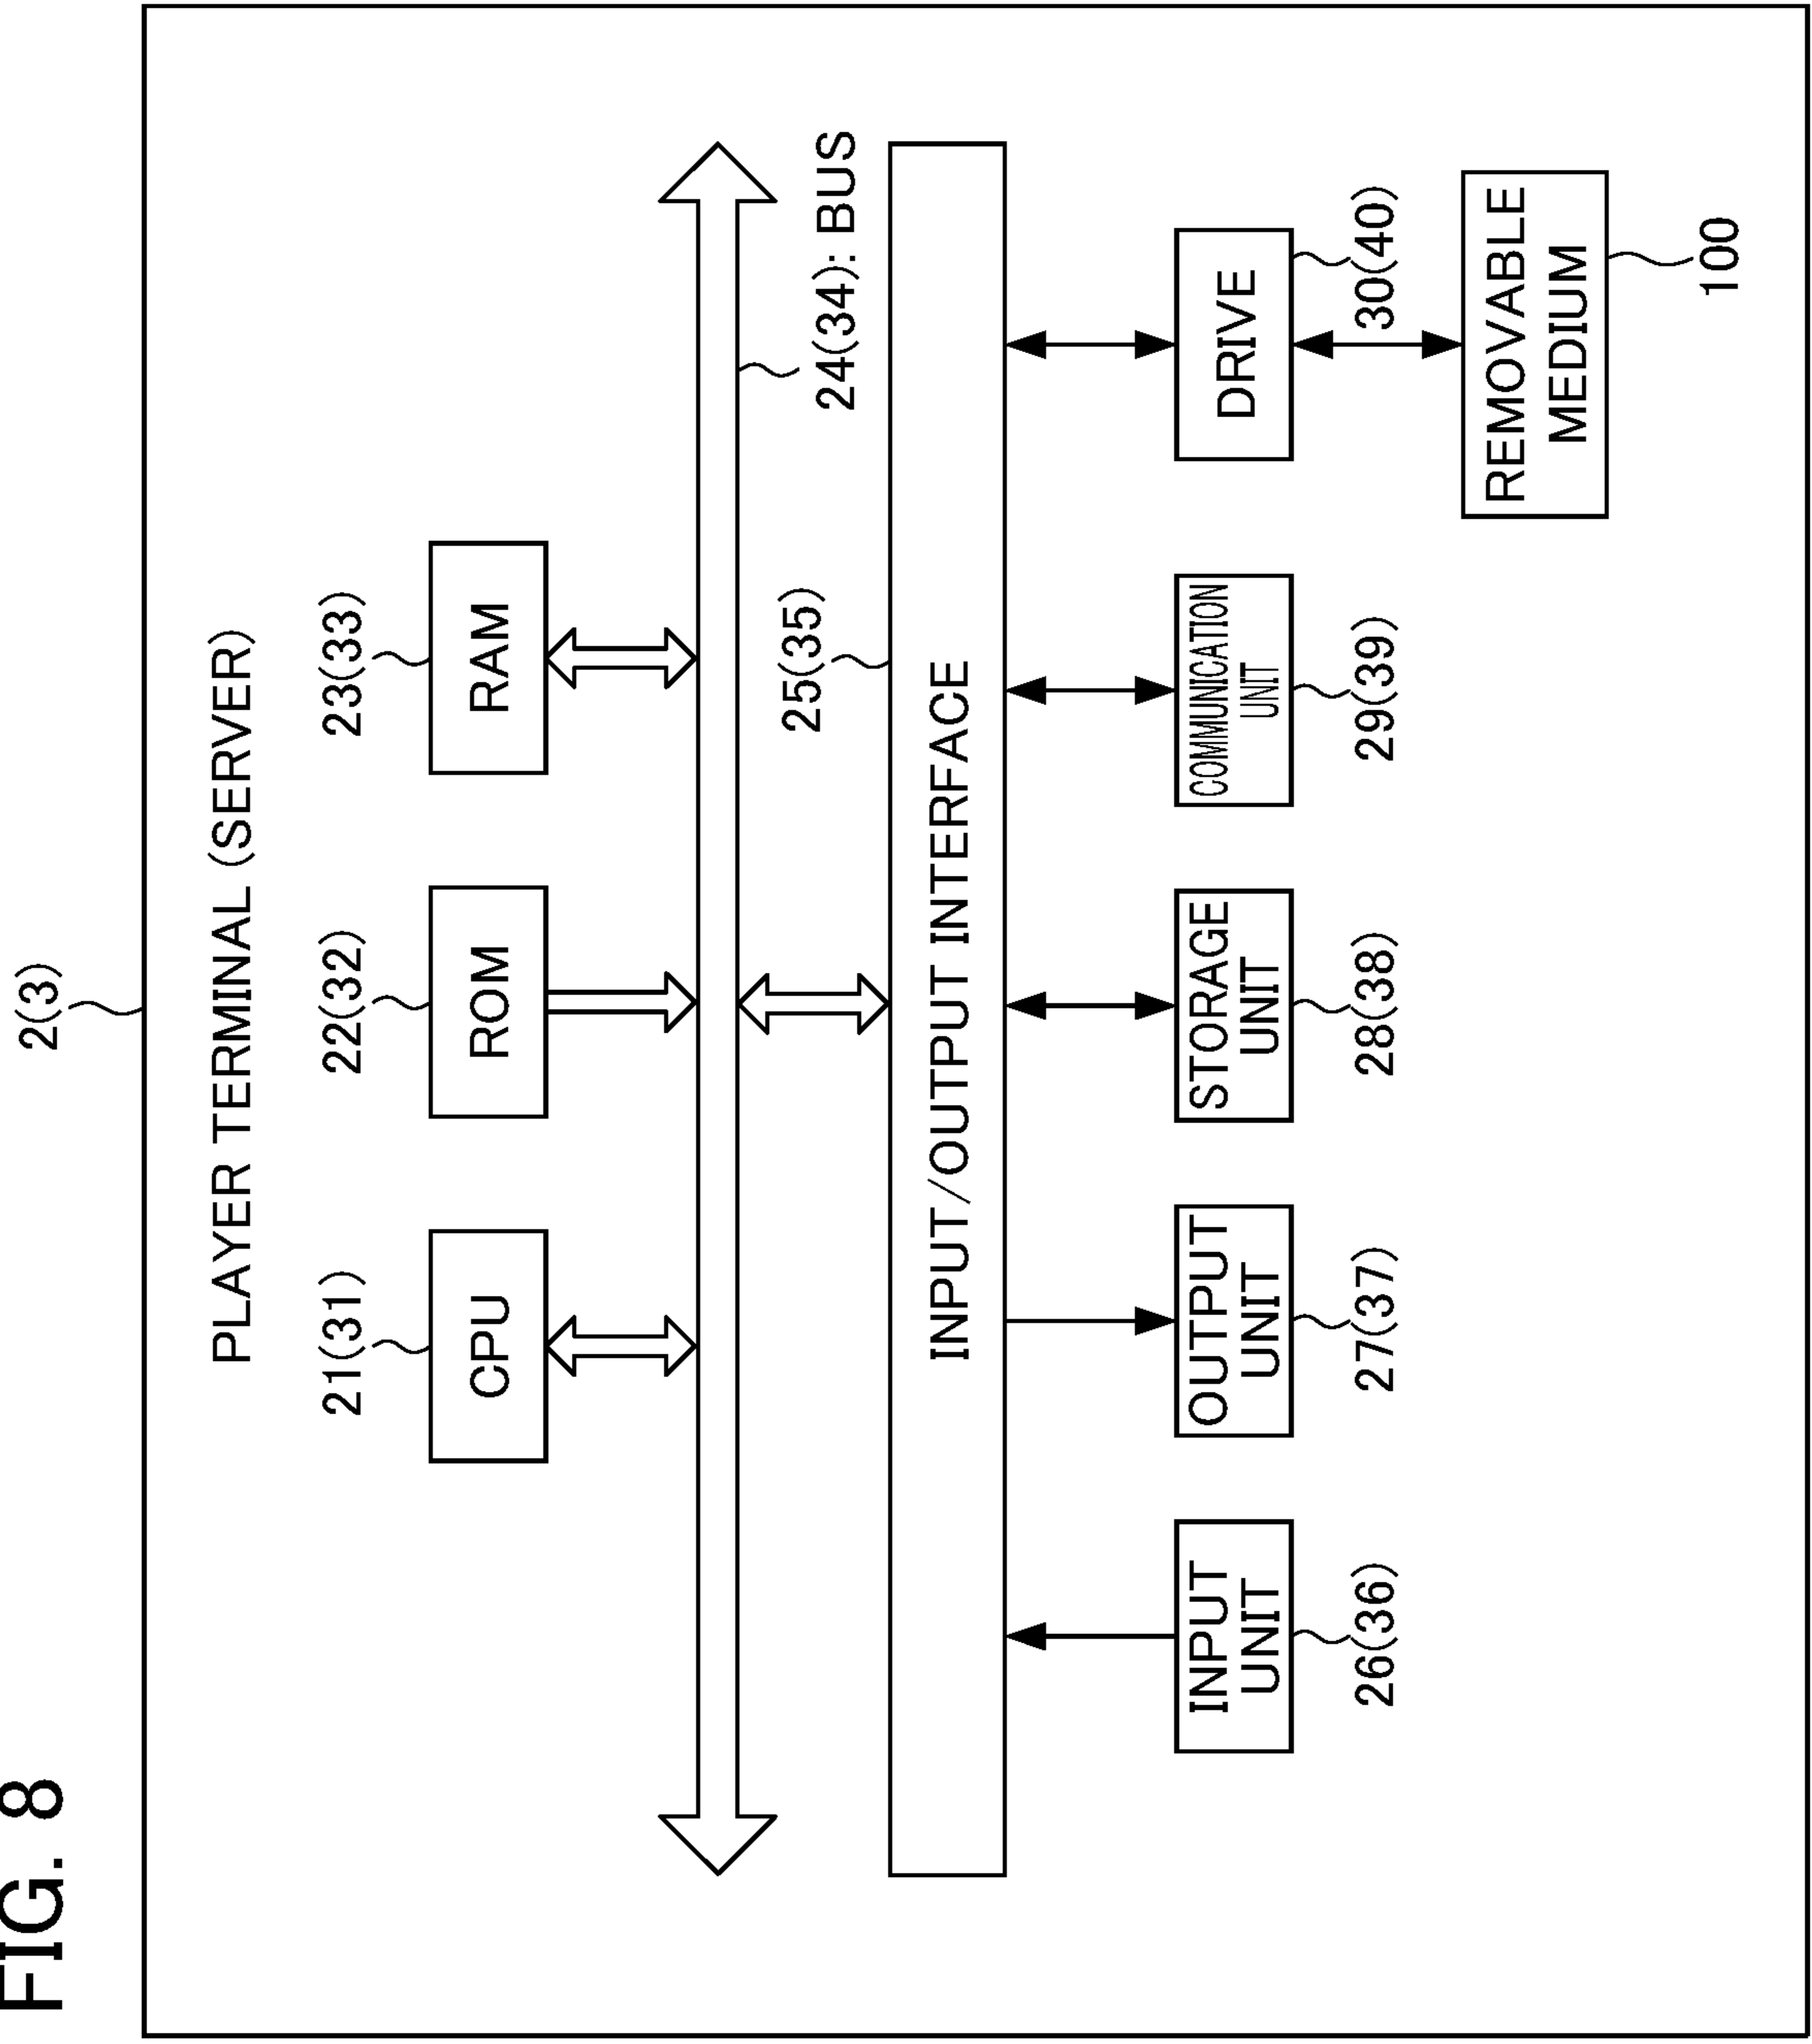 FIG. 8
2(3)
PLAYER TERMINAL (SERVER)
21(31)
22(32)
23(33)
CPU
ROM
RAM
24(34): BUS
25(35)
INPUT/OUTPUT INTERFACE
INPUT
UNIT
OUTPUT
UNIT
STORAGE
UNIT
COMMUNICATION
UNIT
DRIVE
26(36)
27(37)
28(38)
29(39)
30(40)
REMOVABLE
MEDIUM
100